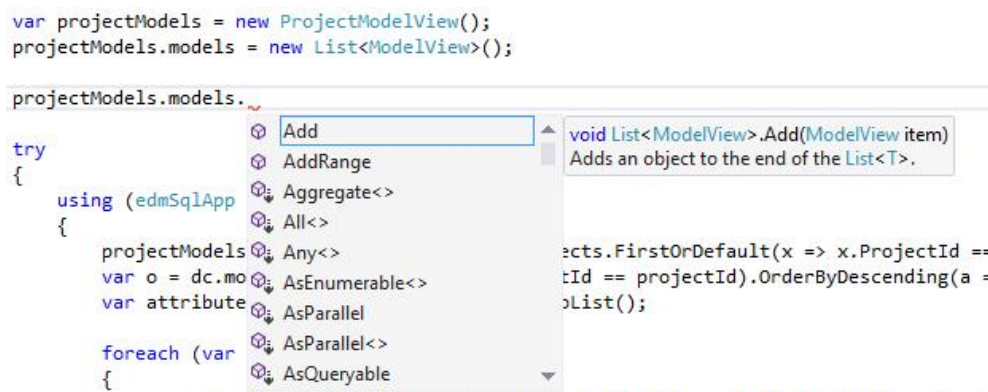 var projectModels = new ProjectModelView();
projectModels.models = new List<ModelView>();
projectModels.models.
Add
void List<ModelView>.Add(ModelView item)
Adds an object to the end of the List<T>.
try
AddRange
{
Aggregate<>
using (edmSqlApp
All<>
{
projectModels
Any<>
ects.FirstOrDefault(x => x.ProjectId ==
var o = dc.mo
AsEnumerable<>
tId == projectId).OrderByDescending(a =
var attribute
AsParallel
List();
foreach (var
AsParallel<>
{
AsQueryable